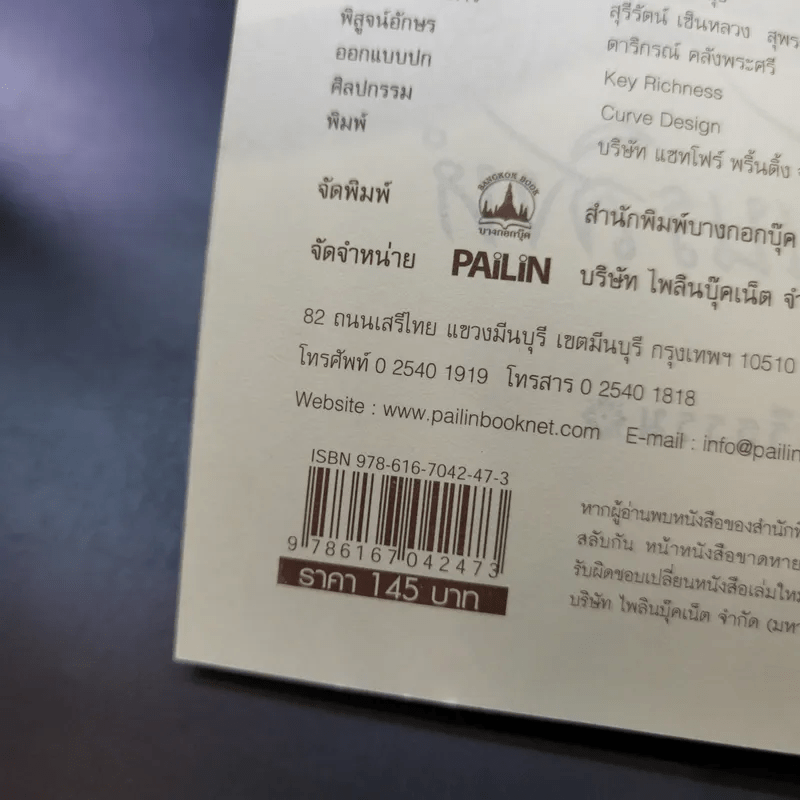 พิสูจน์อักษร สุรีรัตน์ เซ็นหลวง
ออกแบบปก ดาริกรณ์ คลังพระศรี
ศิลปกรรม Key Richness
พิมพ์ Curve Design
บริษัท แซทโฟร์ พริ้นติ้ง
จัดพิมพ์ BANGKOK BOOK บางกอกบุ๊ค สำนักพิมพ์บางกอกบุ๊ค
จัดจำหน่าย PAiLiN บริษัท ไพลินบุ๊คเน็ต
82 ถนนเสรีไทย แขวงมีนบุรี เขตมีนบุรี กรุงเทพฯ 10510
โทรศัพท์ 0 2540 1919 โทรสาร 0 2540 1818
Website : www.pailinbooknet.com E-mail : info@pailin
ISBN 978-616-7042-47-3
9 786167 042473
ราคา 145 บาท
หากผู้อ่านพบหนังสือของสำนักพิ
สลับกัน หน้าหนังสือขาดหาย
รับผิดชอบเปลี่ยนหนังสือเล่มใหม
บริษัท ไพลินบุ๊คเน็ต จำกัด (มหา